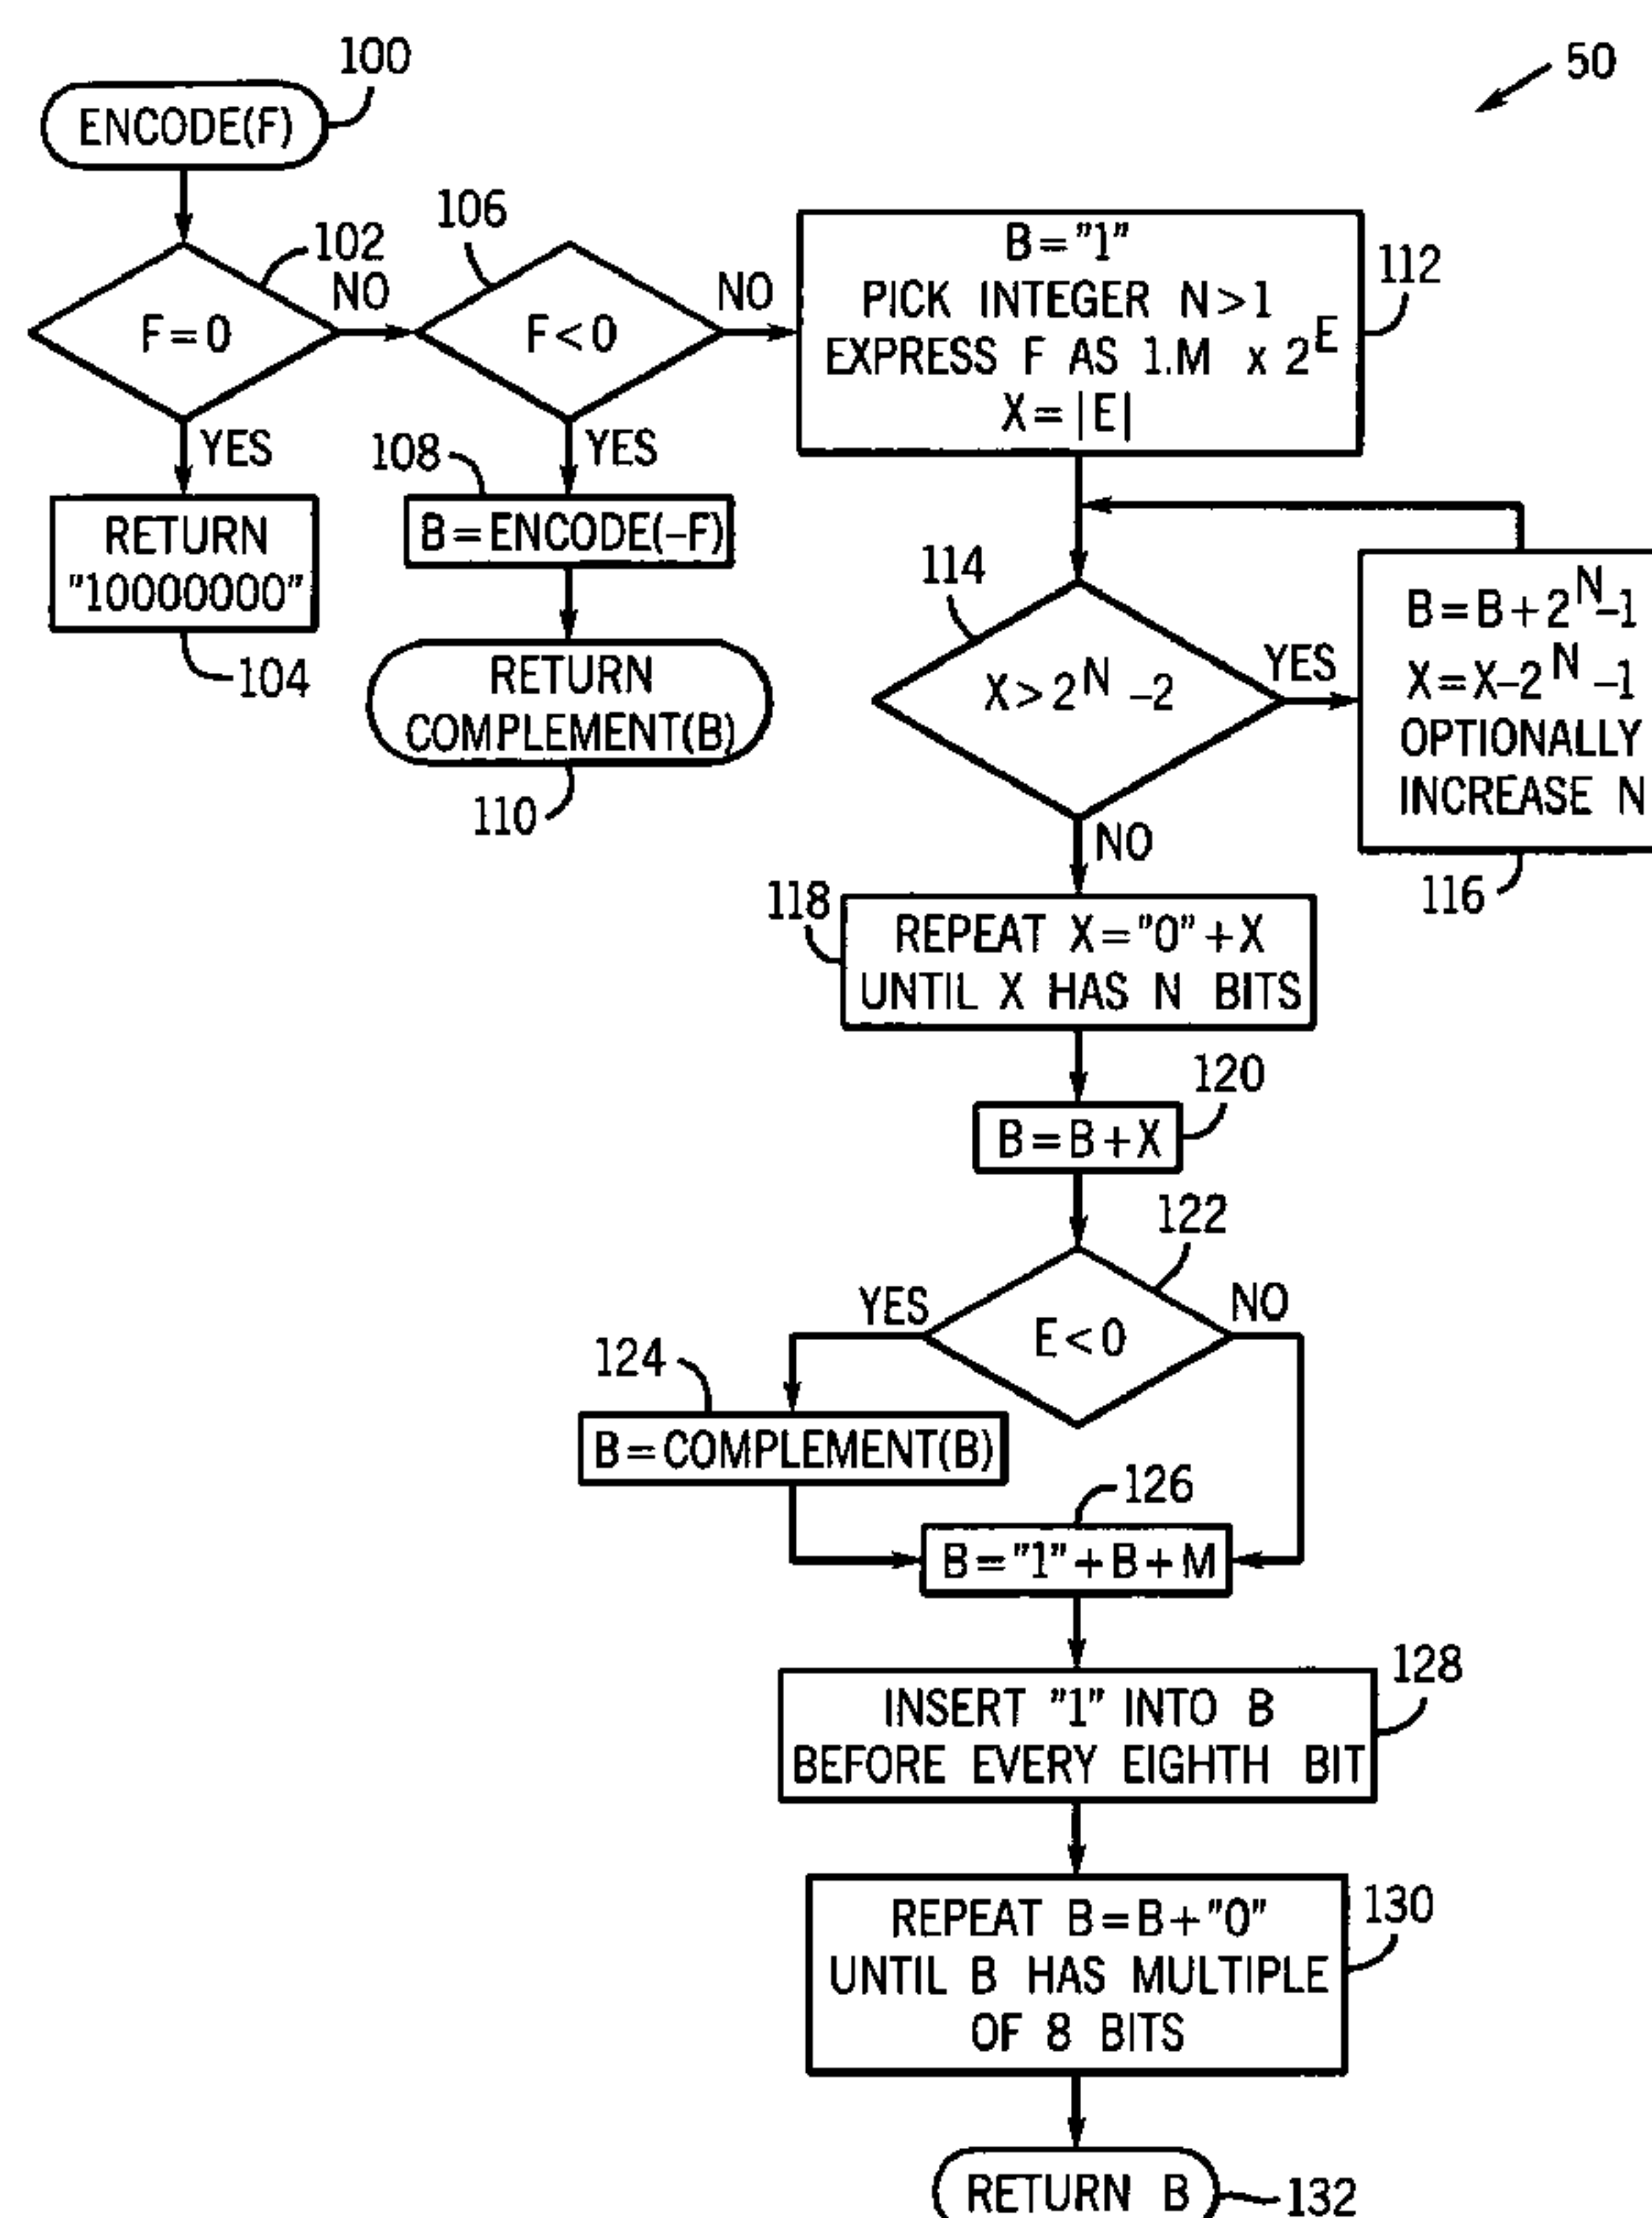 50
100
ENCODE(F)
102
F=0
NO
YES
RETURN
"10000000"
104
106
F<0
NO
YES
108
B=ENCODE(-F)
RETURN
COMPLEMENT(B)
110
B="1"
PICK INTEGER N>1
EXPRESS F AS 1.M x 2^E
X=|E|
112
114
X>2^N -2
YES
NO
B=B+2^N-1
X=X-2^N-1
OPTIONALLY
INCREASE N
116
118
REPEAT X="0"+X
UNTIL X HAS N BITS
120
B=B+X
122
E<0
YES
NO
124
B=COMPLEMENT(B)
126
B="1"+B+M
128
INSERT "1" INTO B
BEFORE EVERY EIGHTH BIT
130
REPEAT B=B+"0"
UNTIL B HAS MULTIPLE
OF 8 BITS
RETURN B
132